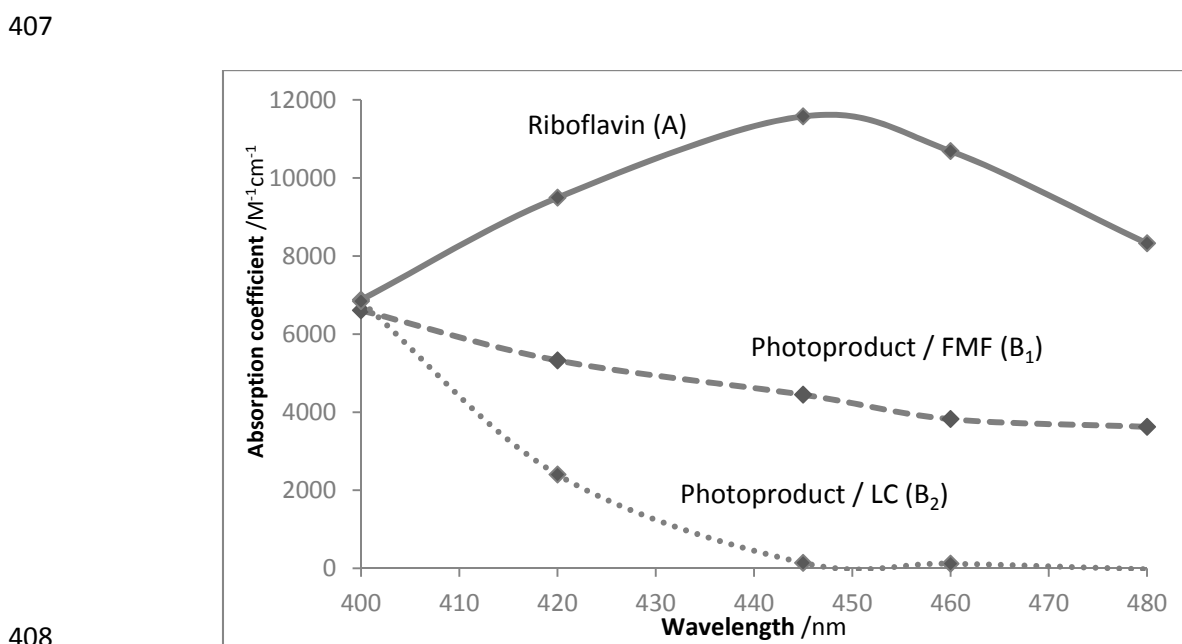 407
12000
10000
8000
6000
4000
2000
0
Absorption coefficient /M⁻¹cm⁻¹
Riboflavin (A)
Photoproduct / FMF (B₁)
Photoproduct / LC (B₂)
400 410 420 430 440 450 460 470 480
Wavelength /nm
408